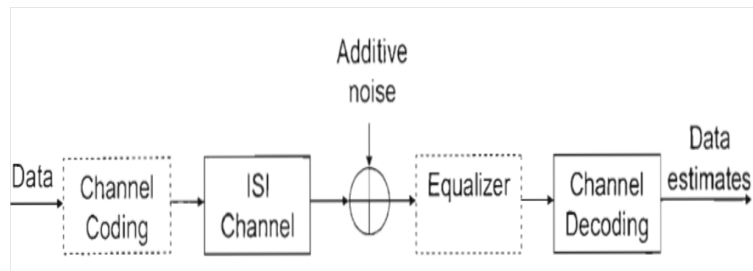 Additive
noise
Data
Channel
Coding
ISI
Channel
Equalizer
Channel
Decoding
Data
estimates